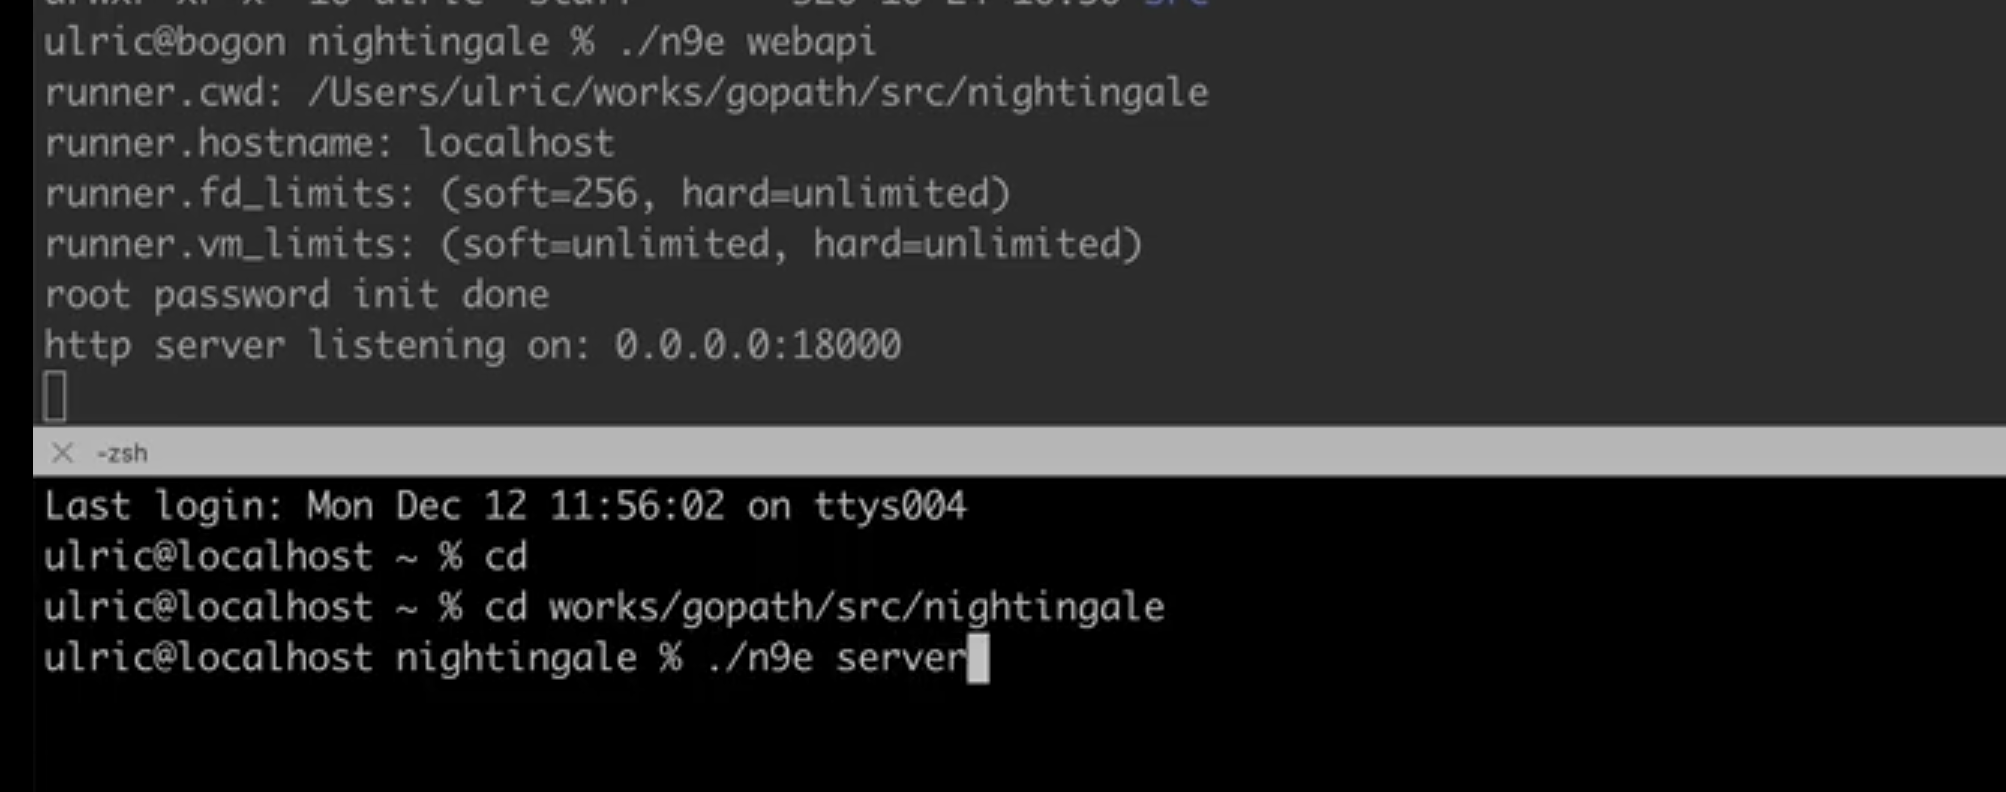 ulric@bogon nightingale % ./n9e webapi
runner.cwd: /Users/ulric/works/gopath/src/nightingale
runner.hostname: localhost
runner.fd_limits: (soft=256, hard=unlimited)
runner.vm_limits: (soft=unlimited, hard=unlimited)
root password init done
http server listening on: 0.0.0.0:18000
-zsh
Last login: Mon Dec 12 11:56:02 on ttys004
ulric@localhost ~ % cd
ulric@localhost ~ % cd works/gopath/src/nightingale
ulric@localhost nightingale % ./n9e server